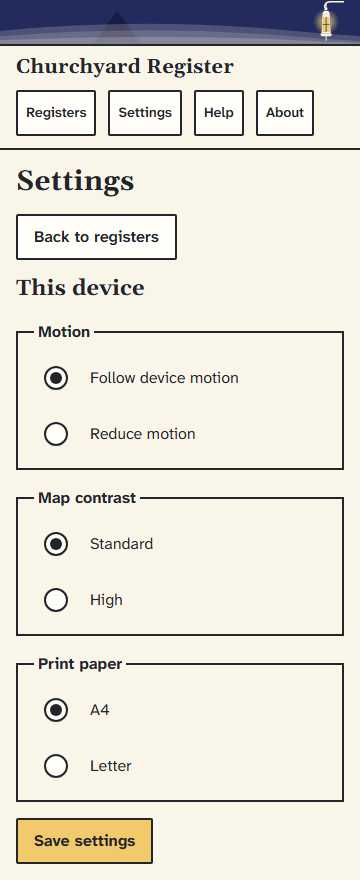 Churchyard Register
Registers Settings Help About
Settings
Back to registers
This device
Motion
Follow device motion
Reduce motion
Map contrast
Standard
High
Print paper
A4
Letter
Save settings